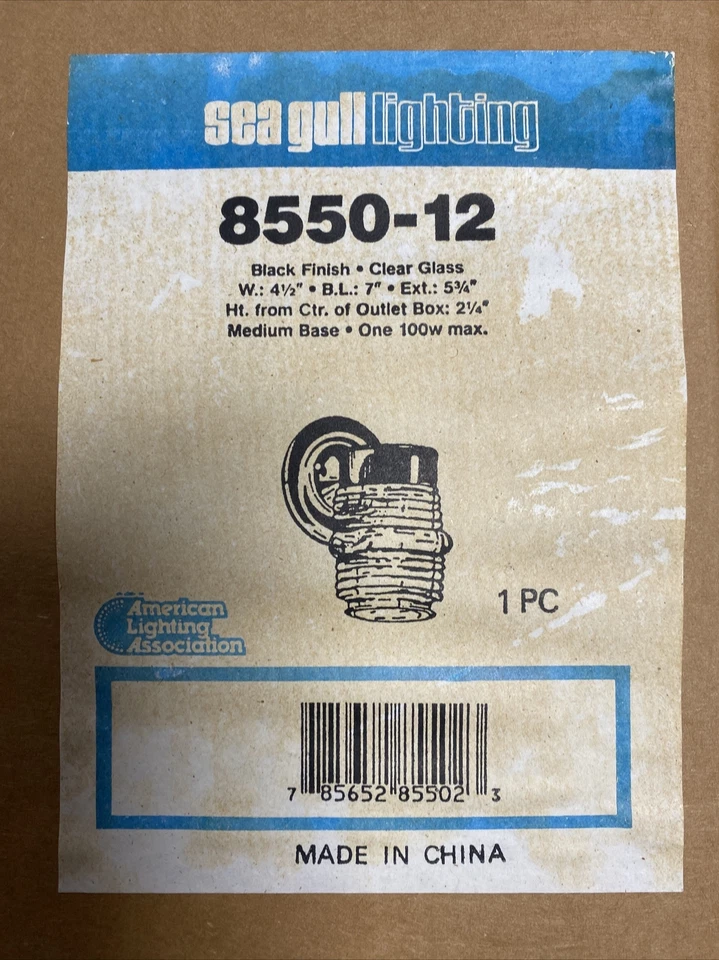 sea gull lighting
8550-12
Black Finish • Clear Glass
W.: 4½" • B.L.: 7" • Ext.: 5¾"
Ht. from Ctr. of Outlet Box: 2¼"
Medium Base • One 100w max.
1 PC
American
Lighting
Association
7 85652 85502 3
MADE IN CHINA